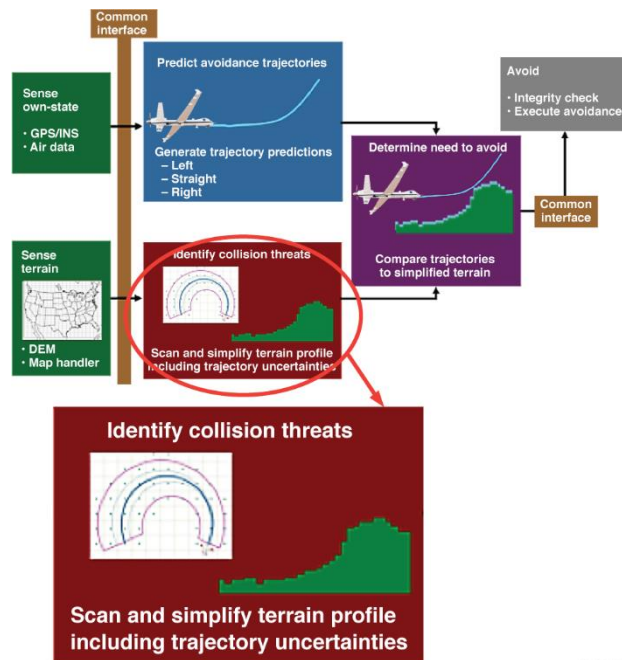 Common
interface
Sense
own-state
• GPS/INS
• Air data
Predict avoidance trajectories
Generate trajectory predictions
– Left
– Straight
– Right
Avoid
• Integrity check
• Execute avoidance
Determine need to avoid
Compare trajectories
to simplified terrain
Common
interface
Sense
terrain
• DEM
• Map handler
Identify collision threats
Scan and simplify terrain profile
including trajectory uncertainties
Identify collision threats
Scan and simplify terrain profile
including trajectory uncertainties